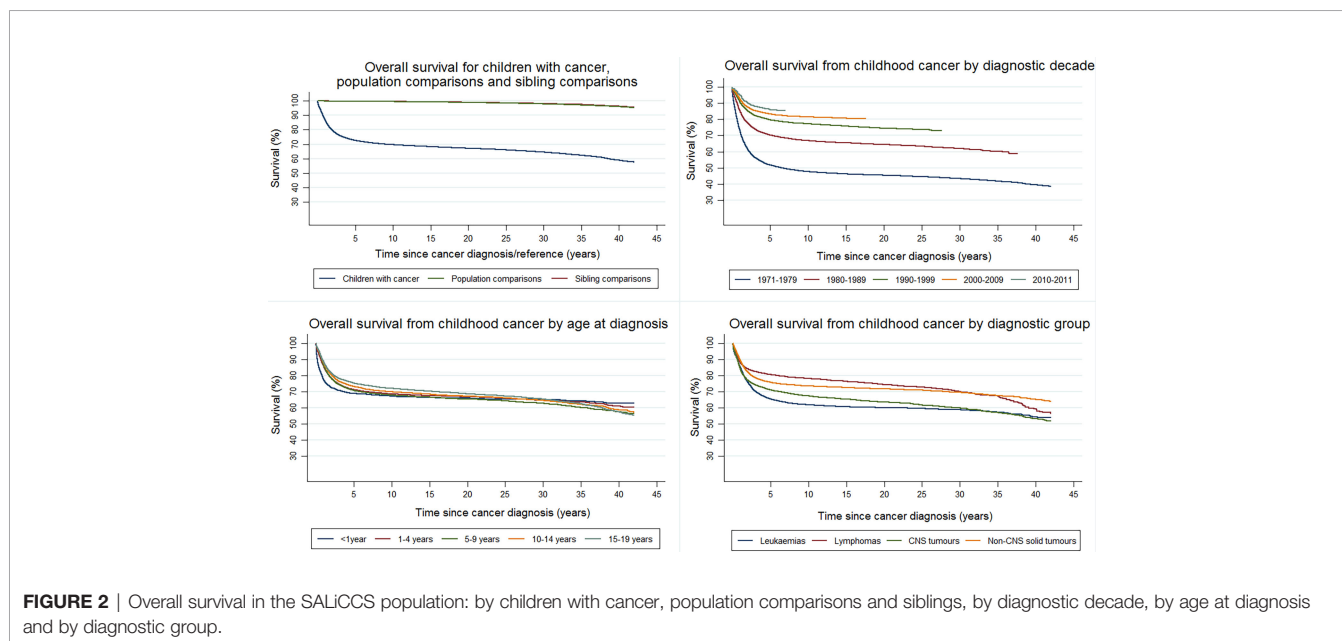 Overall survival for children with cancer,
population comparisons and sibling comparisons
Survival (%)
100
90
80
70
60
50
40
30
5 10 15 20 25 30 35 40 45
Time since cancer diagnosis/reference (years)
Children with cancer Population comparisons Sibling comparisons
Overall survival from childhood cancer by diagnostic decade
Survival (%)
100
90
80
70
60
50
40
30
5 10 15 20 25 30 35 40 45
Time since cancer diagnosis (years)
1971-1979 1980-1989 1990-1999 2000-2009 2010-2011
Overall survival from childhood cancer by age at diagnosis
Survival (%)
100
90
80
70
60
50
40
30
5 10 15 20 25 30 35 40 45
Time since cancer diagnosis (years)
<1year 1-4 years 5-9 years 10-14 years 15-19 years
Overall survival from childhood cancer by diagnostic group
Survival (%)
100
90
80
70
60
50
40
30
5 10 15 20 25 30 35 40 45
Time since cancer diagnosis (years)
Leukaemias Lymphomas CNS tumours Non-CNS solid tumours
FIGURE 2 | Overall survival in the SALiCCS population: by children with cancer, population comparisons and siblings, by diagnostic decade, by age at diagnosis
and by diagnostic group.